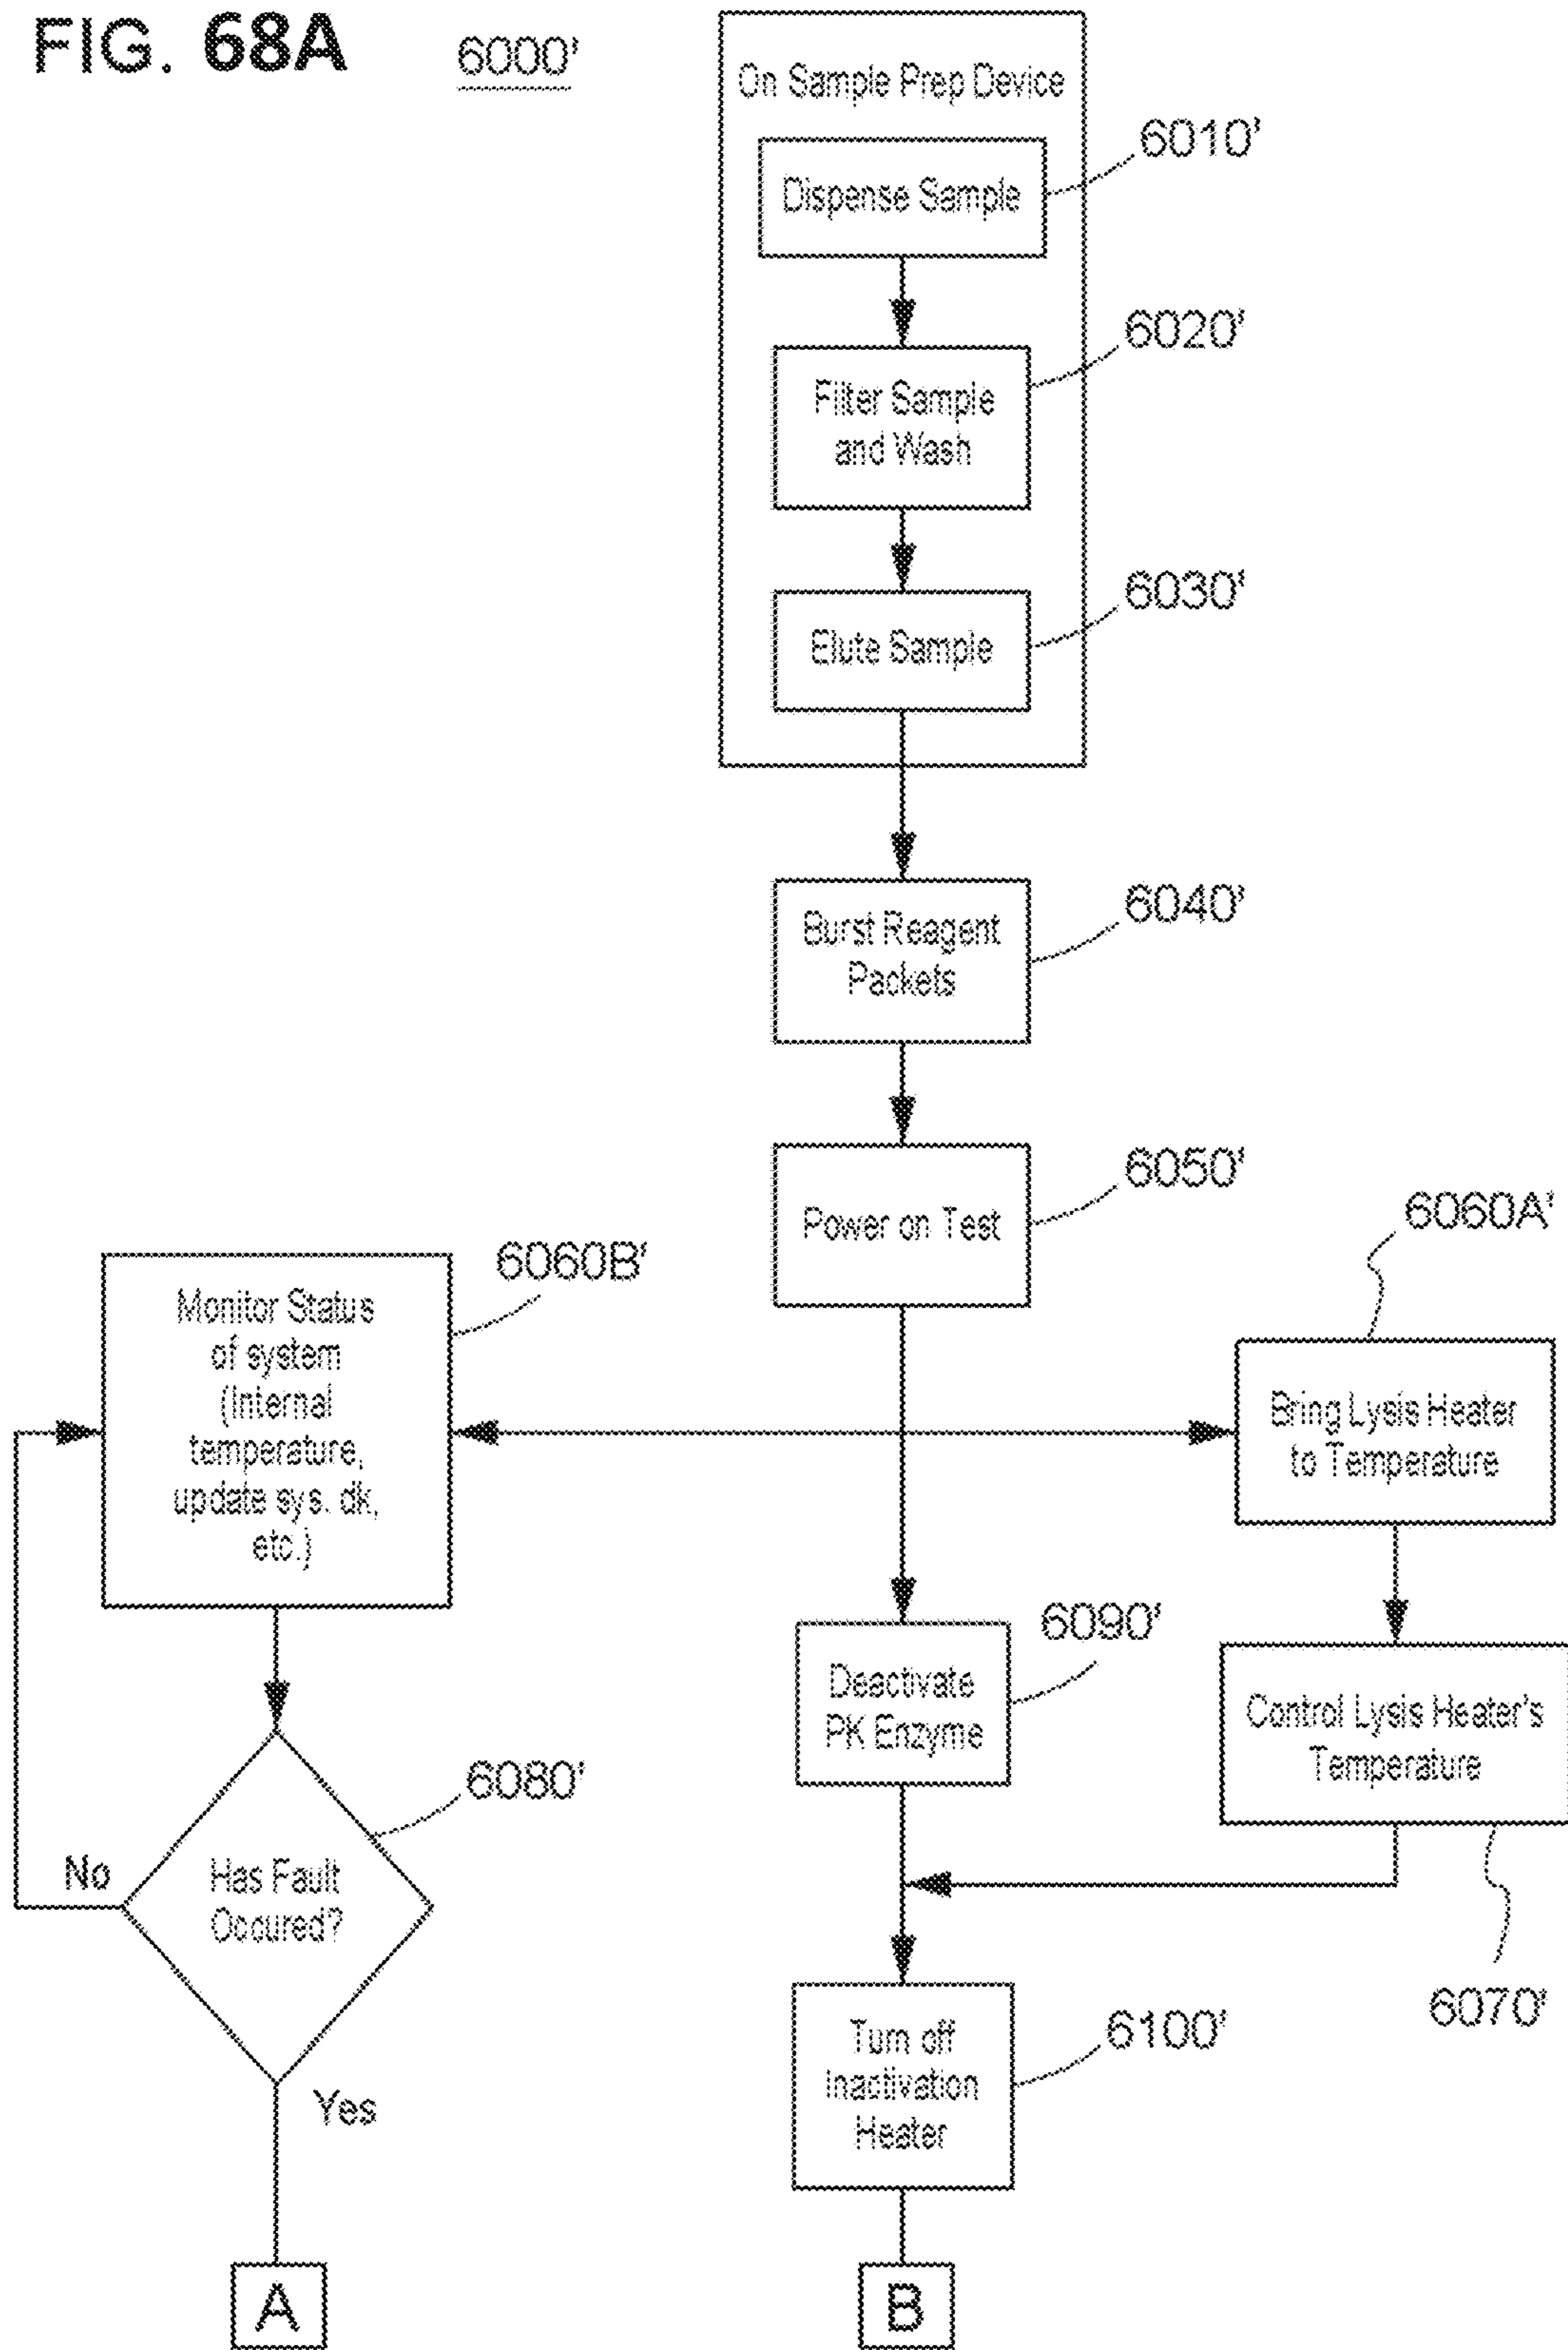 FIG. 68A
6000'
On Sample Prep Device
6010'
Dispense Sample
6020'
Filter Sample
and Wash
6030'
Elute Sample
6040'
Burst Reagent
Packets
6050'
Power on Test
6060A'
6060B'
Monitor Status
of system
(Internal
temperature,
update sys. dk,
etc.)
Bring Lysis Heater
to Temperature
6090'
Deactivate
PK Enzyme
Control Lysis Heater's
Temperature
6080'
No
Has Fault
Occured?
6070'
Yes
6100'
Turn off
Inactivation
Heater
A
B